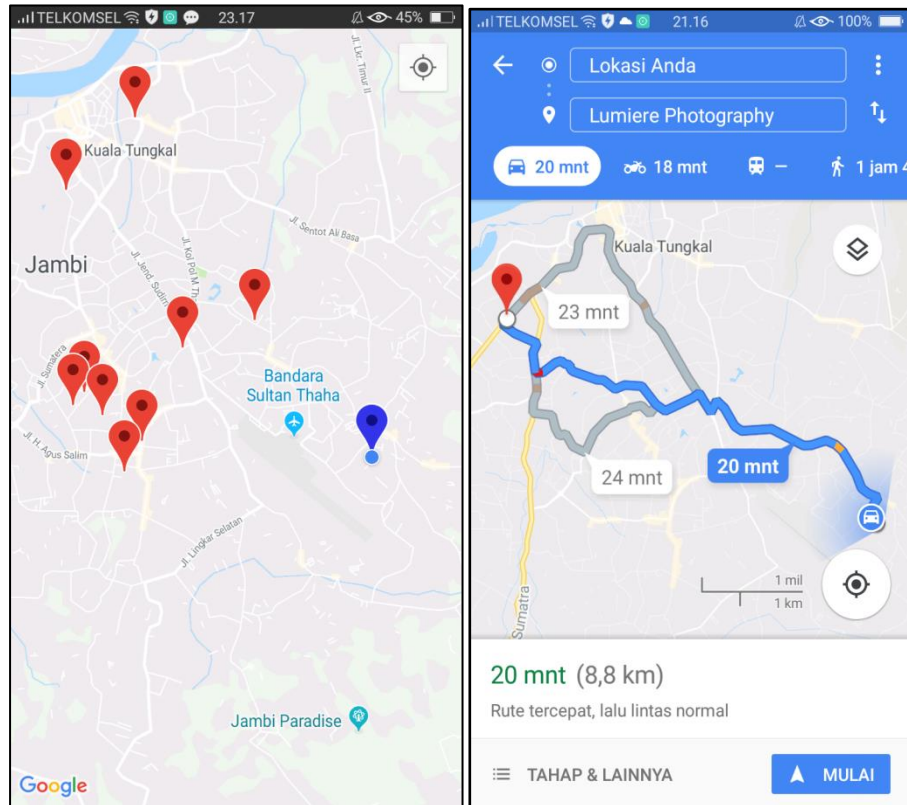 TELKOMSEL 23.17 45%
Kuala Tungkal
Jl. Lkr. Timur II
Jl. Sentot Ali Basa
Jambi
Jl. Jend. Sudirm
Jl. Kol Pol M Th
Jl. Sumatera
Bandara
Sultan Thaha
Jl. H. Agus Salim
Jl. Lingkar Selatan
Jambi Paradise
Google
TELKOMSEL 21.16 100%
Lokasi Anda
Lumiere Photography
20 mnt 18 mnt — 1 jam 4
Kuala Tungkal
23 mnt
20 mnt
24 mnt
1 mil
1 km
Sumatra
20 mnt (8,8 km)
Rute tercepat, lalu lintas normal
TAHAP & LAINNYA MULAI